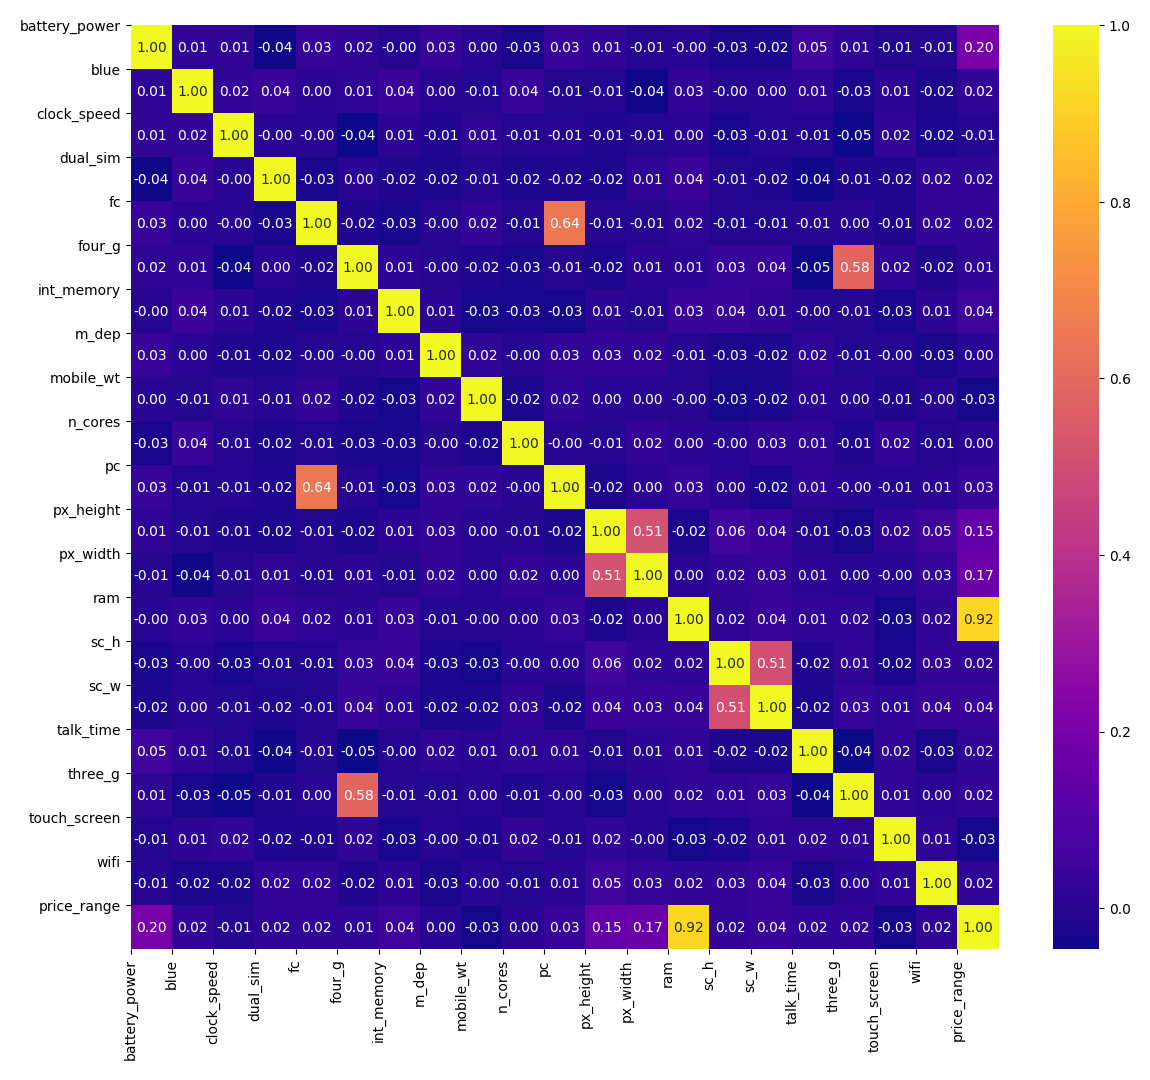 battery_power 1.00 0.01 0.01 -0.04 0.03 0.02 -0.00 0.03 0.00 -0.03 0.03 0.01 -0.01 -0.00 -0.03 -0.02 0.05 0.01 -0.01 -0.01 0.20
blue 0.01 1.00 0.02 0.04 0.00 0.01 0.04 0.00 -0.01 0.04 -0.01 -0.01 -0.04 0.03 -0.00 0.00 0.01 -0.03 0.01 -0.02 0.02
clock_speed 0.01 0.02 1.00 -0.00 -0.00 -0.04 0.01 -0.01 0.01 -0.01 -0.01 -0.01 -0.01 0.00 -0.03 -0.01 -0.01 -0.05 0.02 -0.02 -0.01
dual_sim -0.04 0.04 -0.00 1.00 -0.03 0.00 -0.02 -0.02 -0.01 -0.02 -0.02 -0.02 0.01 0.04 -0.01 -0.02 -0.04 -0.01 -0.02 0.02 0.02
fc 0.03 0.00 -0.00 -0.03 1.00 -0.02 -0.03 -0.00 0.02 -0.01 0.64 -0.01 -0.01 0.02 -0.01 -0.01 -0.01 0.00 -0.01 0.02 0.02
four_g 0.02 0.01 -0.04 0.00 -0.02 1.00 0.01 -0.00 -0.02 -0.03 -0.01 -0.02 0.01 0.01 0.03 0.04 -0.05 0.58 0.02 -0.02 0.01
int_memory -0.00 0.04 0.01 -0.02 -0.03 0.01 1.00 0.01 -0.03 -0.03 -0.03 0.01 -0.01 0.03 0.04 0.01 -0.00 -0.01 -0.03 0.01 0.04
m_dep 0.03 0.00 -0.01 -0.02 -0.00 -0.00 0.01 1.00 0.02 -0.00 0.03 0.03 0.02 -0.01 -0.03 -0.02 0.02 -0.01 -0.00 -0.03 0.00
mobile_wt 0.00 -0.01 0.01 -0.01 0.02 -0.02 -0.03 0.02 1.00 -0.02 0.02 0.00 0.00 -0.00 -0.03 -0.02 0.01 0.00 -0.01 -0.00 -0.03
n_cores -0.03 0.04 -0.01 -0.02 -0.01 -0.03 -0.03 -0.00 -0.02 1.00 -0.00 -0.01 0.02 0.00 -0.00 0.03 0.01 -0.01 0.02 -0.01 0.00
pc 0.03 -0.01 -0.01 -0.02 0.64 -0.01 -0.03 0.03 0.02 -0.00 1.00 -0.02 0.00 0.03 0.00 -0.02 0.01 -0.00 -0.01 0.01 0.03
px_height 0.01 -0.01 -0.01 -0.02 -0.01 -0.02 0.01 0.03 0.00 -0.01 -0.02 1.00 0.51 -0.02 0.06 0.04 -0.01 -0.03 0.02 0.05 0.15
px_width -0.01 -0.04 -0.01 0.01 -0.01 0.01 -0.01 0.02 0.00 0.02 0.00 0.51 1.00 0.00 0.02 0.03 0.01 0.00 -0.00 0.03 0.17
ram -0.00 0.03 0.00 0.04 0.02 0.01 0.03 -0.01 -0.00 0.00 0.03 -0.02 0.00 1.00 0.02 0.04 0.01 0.02 -0.03 0.02 0.92
sc_h -0.03 -0.00 -0.03 -0.01 -0.01 0.03 0.04 -0.03 -0.03 -0.00 0.00 0.06 0.02 0.02 1.00 0.51 -0.02 0.01 -0.02 0.03 0.02
sc_w -0.02 0.00 -0.01 -0.02 -0.01 0.04 0.01 -0.02 -0.02 0.03 -0.02 0.04 0.03 0.04 0.51 1.00 -0.02 0.03 0.01 0.04 0.04
talk_time 0.05 0.01 -0.01 -0.04 -0.01 -0.05 -0.00 0.02 0.01 0.01 0.01 -0.01 0.01 0.01 -0.02 -0.02 1.00 -0.04 0.02 -0.03 0.02
three_g 0.01 -0.03 -0.05 -0.01 0.00 0.58 -0.01 -0.01 0.00 -0.01 -0.00 -0.03 0.00 0.02 0.01 0.03 -0.04 1.00 0.01 0.00 0.02
touch_screen -0.01 0.01 0.02 -0.02 -0.01 0.02 -0.03 -0.00 -0.01 0.02 -0.01 0.02 -0.00 -0.03 -0.02 0.01 0.02 0.01 1.00 0.01 -0.03
wifi -0.01 -0.02 -0.02 0.02 0.02 -0.02 0.01 -0.03 -0.00 -0.01 0.01 0.05 0.03 0.02 0.03 0.04 -0.03 0.00 0.01 1.00 0.02
price_range 0.20 0.02 -0.01 0.02 0.02 0.01 0.04 0.00 -0.03 0.00 0.03 0.15 0.17 0.92 0.02 0.04 0.02 0.02 -0.03 0.02 1.00
battery_power
blue
clock_speed
dual_sim
fc
four_g
int_memory
m_dep
mobile_wt
n_cores
pc
px_height
px_width
ram
sc_h
sc_w
talk_time
three_g
touch_screen
wifi
price_range
1.0
0.8
0.6
0.4
0.2
0.0